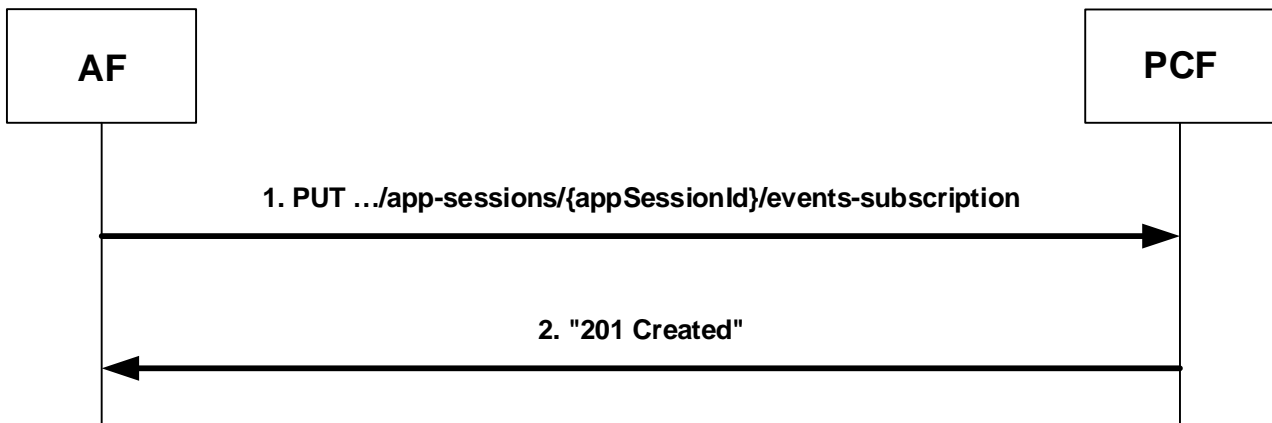 AF
PCF
1. PUT …/app-sessions/{appSessionId}/events-subscription
2. "201 Created"